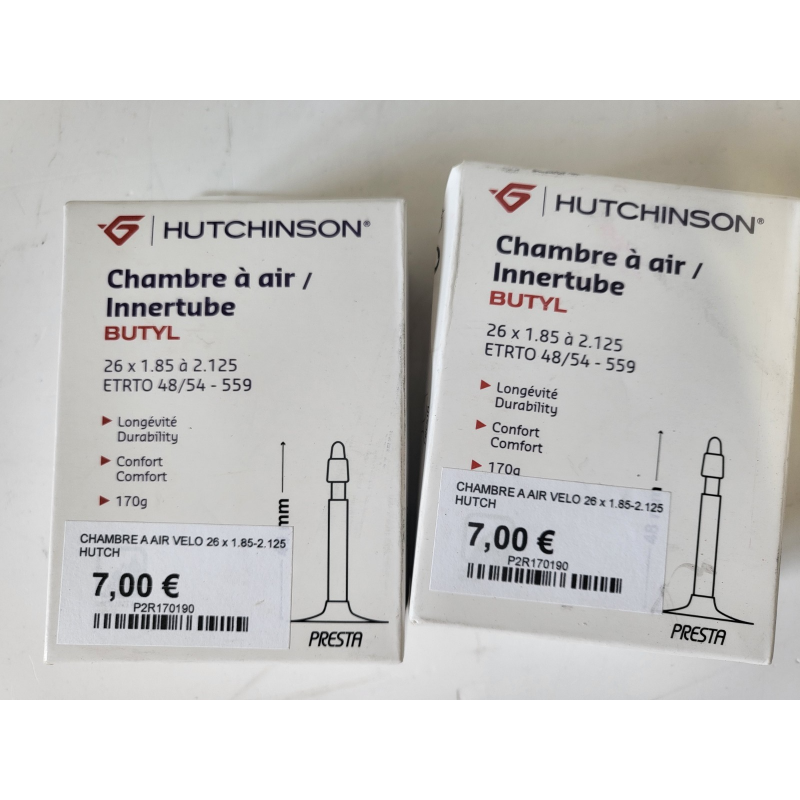 HUTCHINSON®
Chambre à air /
Innertube
BUTYL
26 x 1.85 à 2.125
ETRTO 48/54 - 559
Longévité
Durability
Confort
Comfort
170g
mm
CHAMBRE A AIR VELO 26 x 1.85-2.125
HUTCH
7,00 €
P2R170190
PRESTA
HUTCHINSON®
Chambre à air /
Innertube
BUTYL
26 x 1.85 à 2.125
ETRTO 48/54 - 559
Longévité
Durability
Confort
Comfort
170g
CHAMBRE A AIR VELO 26 x 1.85-2.125
HUTCH
7,00 €
P2R170190
PRESTA